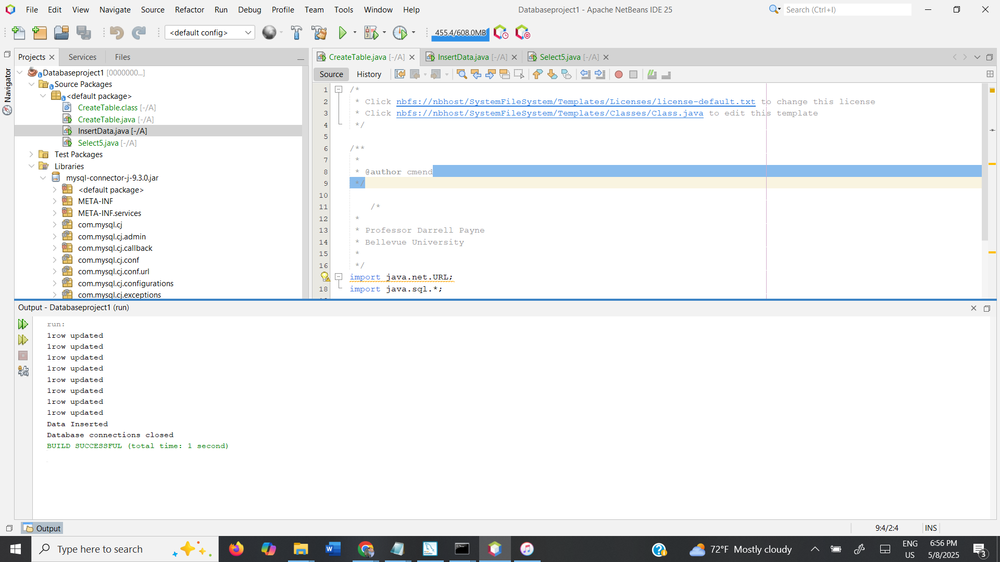 File Edit View Navigate Source Refactor Run Debug Profile Team Tools Window Help
Databaseproject1 - Apache NetBeans IDE 25
Search (Ctrl+I)
<default config>
455.4/608.0MB
Navigator
Projects
Services
Files
Databaseproject1 [0000000...]
Source Packages
<default package>
CreateTable.class [-/A]
CreateTable.java [-/A]
InsertData.java [-/A]
Select5.java [-/A]
Test Packages
Libraries
mysql-connector-j-9.3.0.jar
<default package>
META-INF
META-INF.services
com.mysql.cj
com.mysql.cj.admin
com.mysql.cj.callback
com.mysql.cj.conf
com.mysql.cj.conf.url
com.mysql.cj.configurations
com.mysql.cj.exceptions
CreateTable.java [-/A]
InsertData.java [-/A]
Select5.java [-/A]
Source
History
1 /*
2 * Click nbfs://nbhost/SystemFileSystem/Templates/Licenses/license-default.txt to change this license
3 * Click nbfs://nbhost/SystemFileSystem/Templates/Classes/Class.java to edit this template
4 */
5
6 /**
7 *
8 * @author cmend
9 */
10
11 /*
12 *
13 * Professor Darrell Payne
14 * Bellevue University
15 *
16 */
import java.net.URL;
18 import java.sql.*;
Output - Databaseproject1 (run)
run:
1row updated
1row updated
1row updated
1row updated
1row updated
1row updated
1row updated
1row updated
Data Inserted
Database connections closed
BUILD SUCCESSFUL (total time: 1 second)
Output
9:4/2:4
INS
Type here to search
72°F Mostly cloudy
ENG
US
6:56 PM
5/8/2025
3